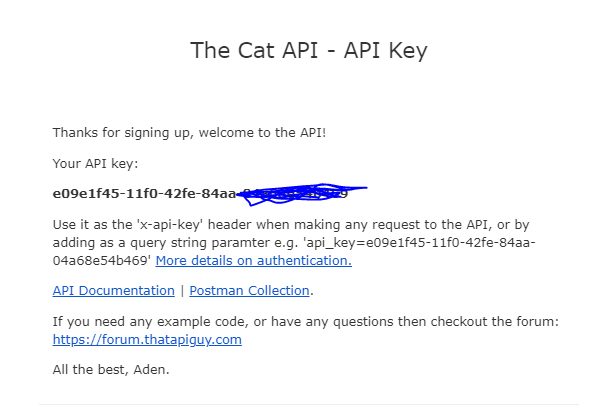 The Cat API - API Key
Thanks for signing up, welcome to the API!
Your API key:
e09e1f45-11f0-42fe-84aa-
Use it as the 'x-api-key' header when making any request to the API, or by
adding as a query string paramter e.g. 'api_key=e09e1f45-11f0-42fe-84aa-
04a68e54b469' More details on authentication.
API Documentation | Postman Collection.
If you need any example code, or have any questions then checkout the forum:
https://forum.thatapiguy.com
All the best, Aden.